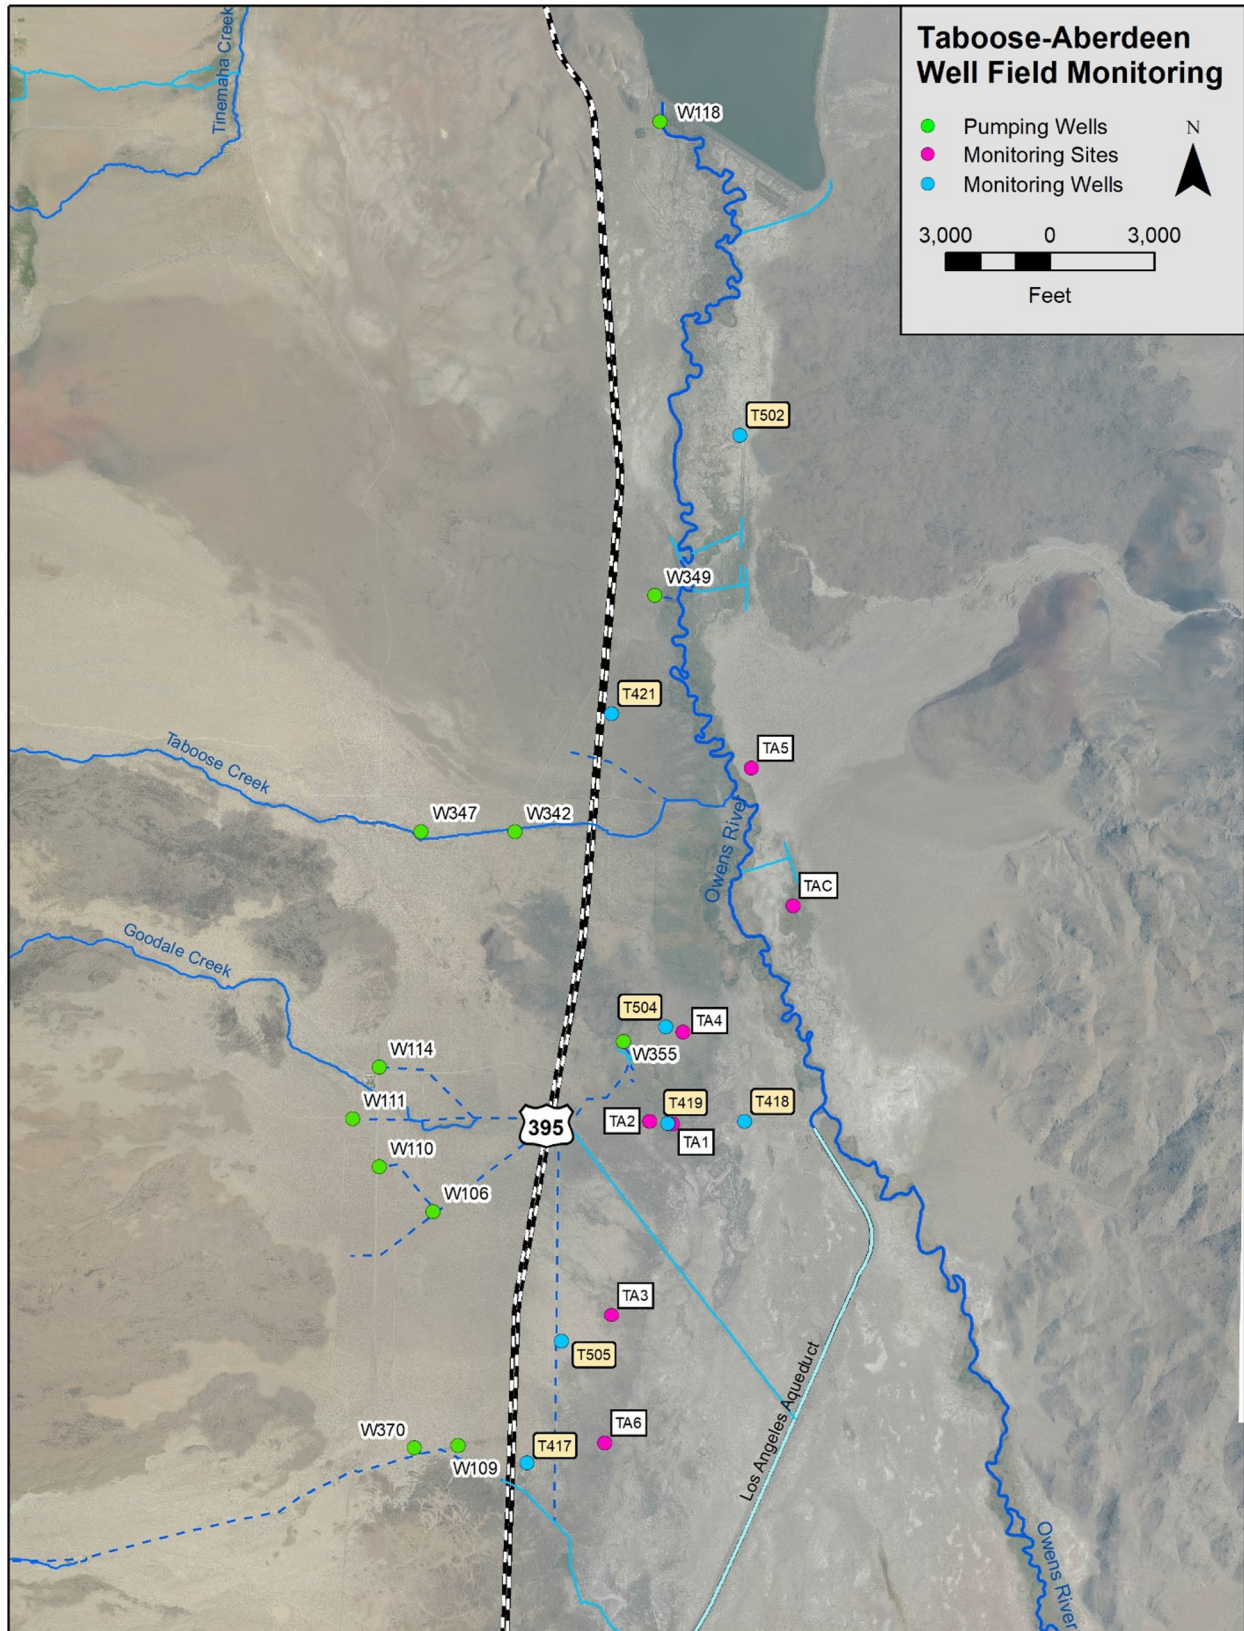 Taboose-Aberdeen
Well Field Monitoring
Pumping Wells
Monitoring Sites
Monitoring Wells
N
3,000 0 3,000
Feet
Tinemaha Creek
W118
T502
W349
T421
TA5
Taboose Creek
W347
W342
Owens River
TAC
Goodale Creek
T504
TA4
W355
W114
W111
T419
T418
TA2
395
TA1
W110
W106
TA3
T505
Los Angeles Aqueduct
W370
TA6
T417
W109
Owens River